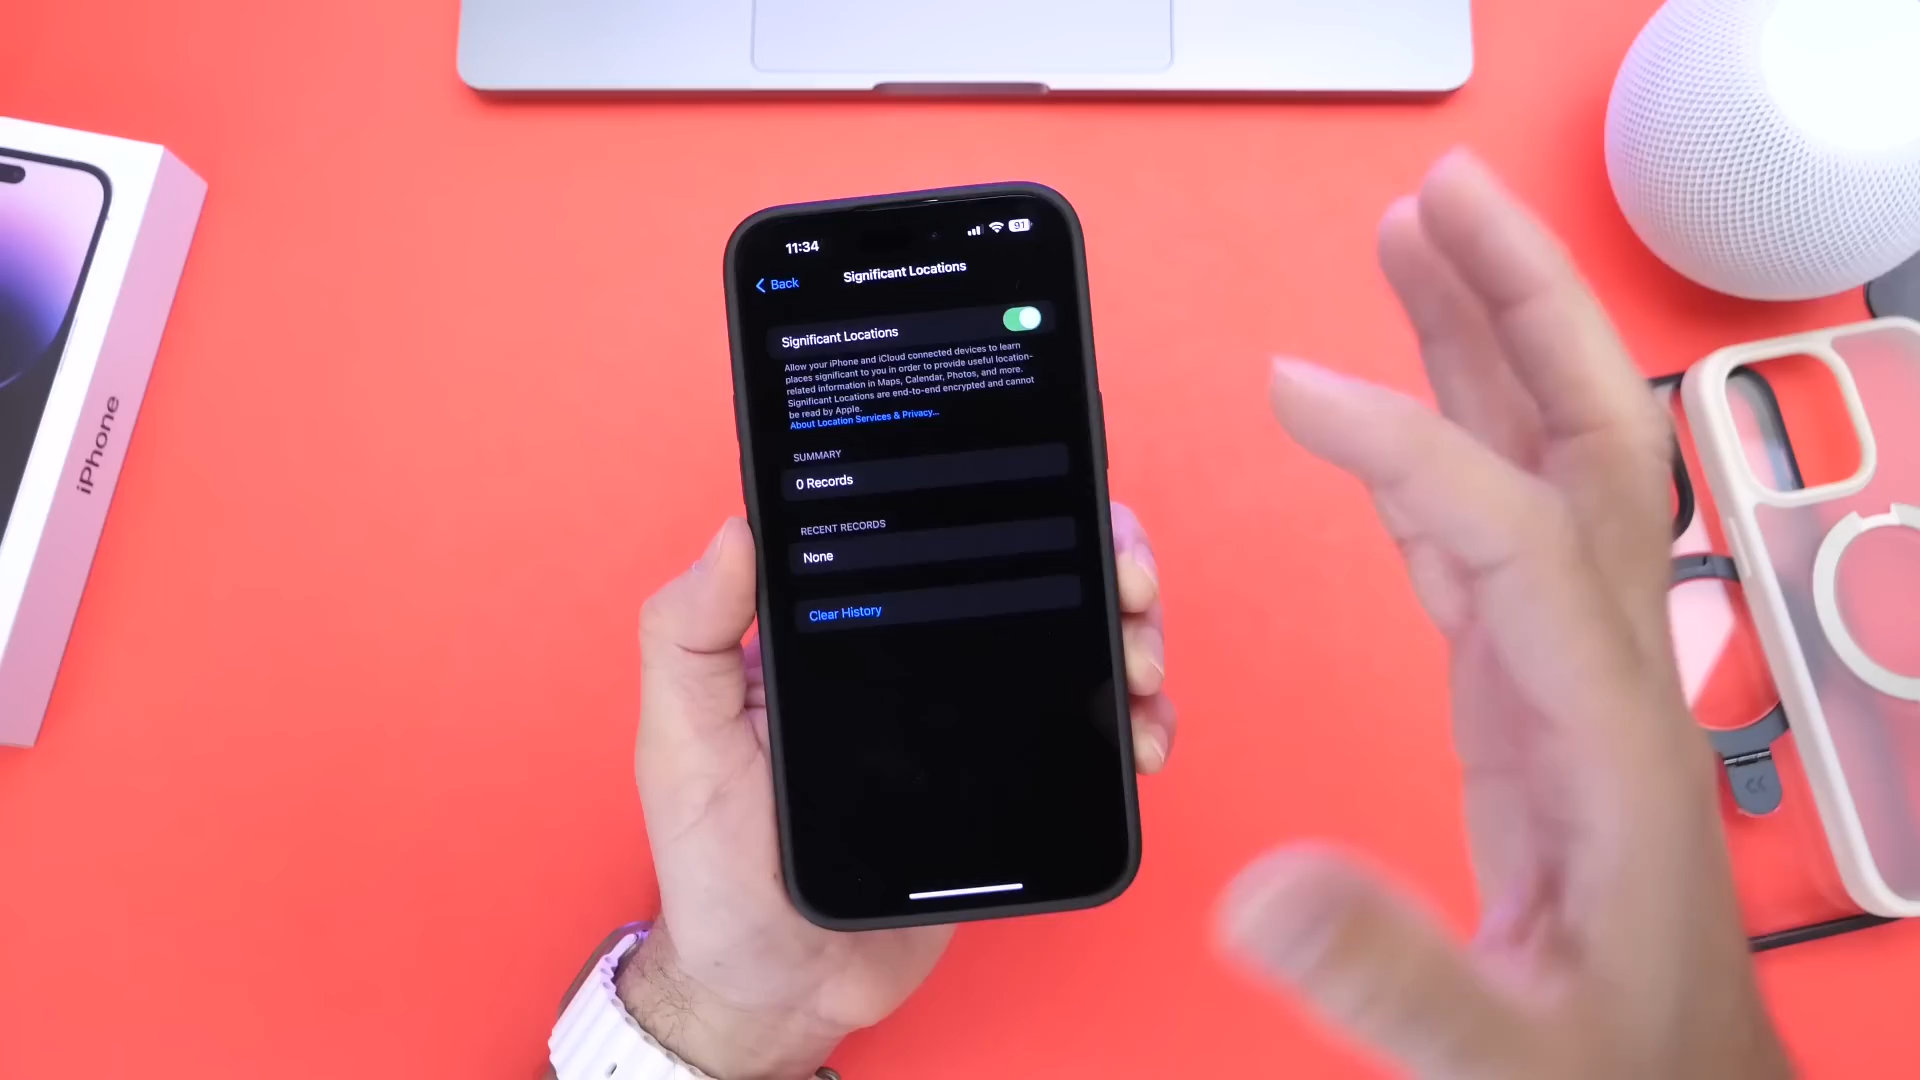 11:34
91
Back
Significant Locations
Significant Locations
Allow your iPhone and iCloud connected devices to learn
places significant to you in order to provide useful location-
related information in Maps, Calendar, Photos, and more.
Significant Locations are end-to-end encrypted and cannot
be read by Apple.
About Location Services & Privacy...
SUMMARY
0 Records
RECENT RECORDS
None
Clear History
iPhone